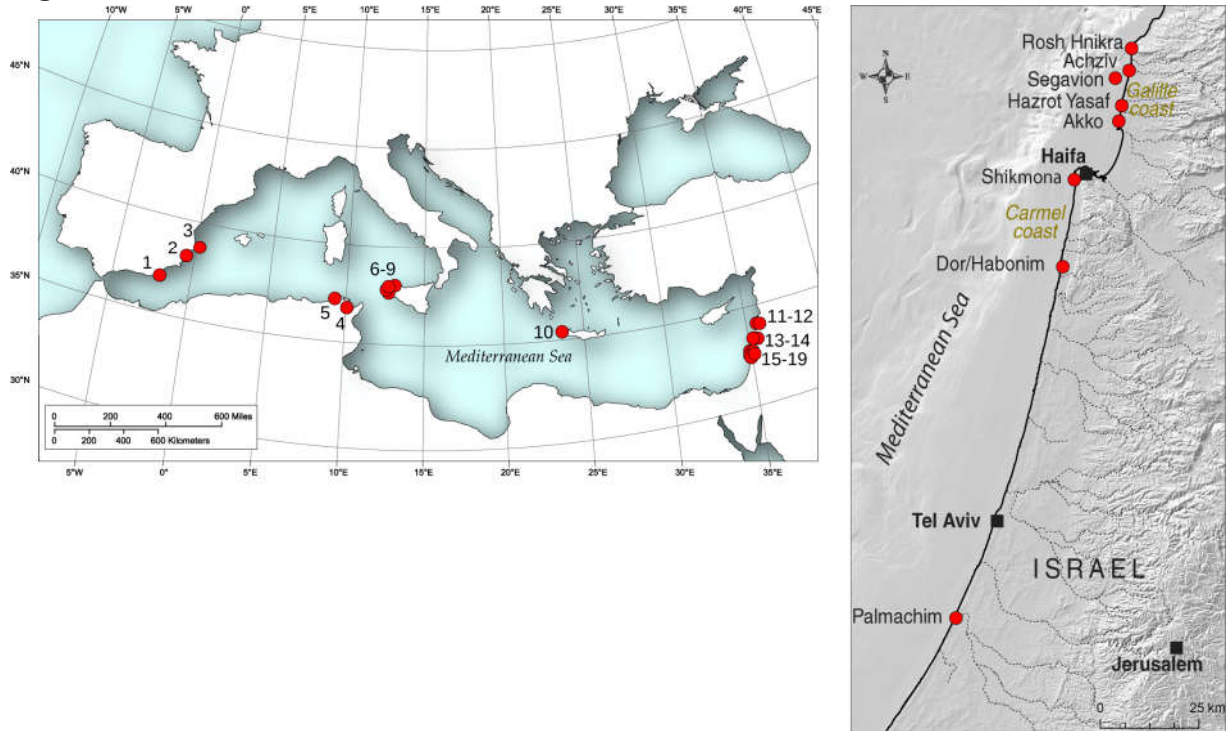 10°W
5°W
0°
5°E
10°E
15°E
20°E
25°E
30°E
35°E
40°E
45°E
45°N
40°N
35°N
30°N
3
2
1
6-9
5
4
10
11-12
13-14
15-19
Mediterranean Sea
0 200 400 600 Miles
0 200 400 600 Kilometers
5°W
0°
5°E
10°E
15°E
20°E
25°E
30°E
35°E
N
W E
S
Rosh Hnikra
Achziv
Segavion
Galille
coast
Hazrot Yasaf
Akko
Haifa
Shikmona
Carmel
coast
Dor/Habonim
Mediterranean Sea
Tel Aviv
ISRAEL
Palmachim
Jerusalem
0 25 km